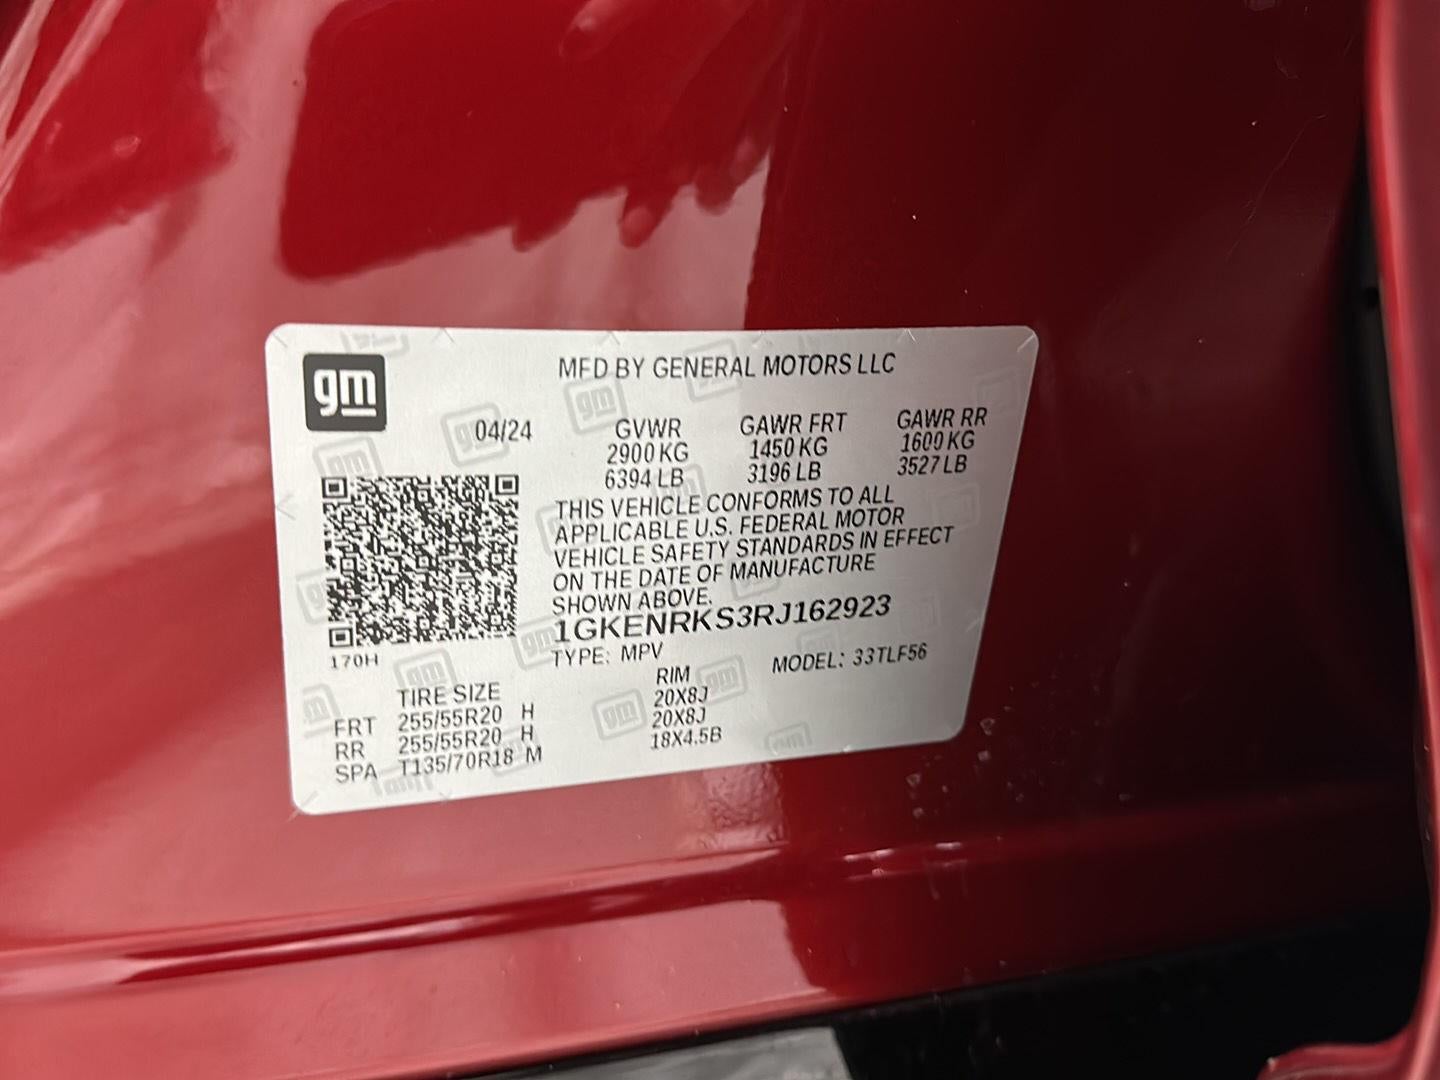 gm
MFD BY GENERAL MOTORS LLC
04/24
GVWR
2900 KG
6394 LB
GAWR FRT
1450 KG
3196 LB
GAWR RR
1600 KG
3527 LB
THIS VEHICLE CONFORMS TO ALL
APPLICABLE U.S. FEDERAL MOTOR
VEHICLE SAFETY STANDARDS IN EFFECT
ON THE DATE OF MANUFACTURE
SHOWN ABOVE.
1GKENRKS3RJ162923
170H
TYPE: MPV MODEL: 33TLF56
TIRE SIZE RIM
FRT 255/55R20 H 20X8J
RR 255/55R20 H 20X8J
SPA T135/70R18 M 18X4.5B